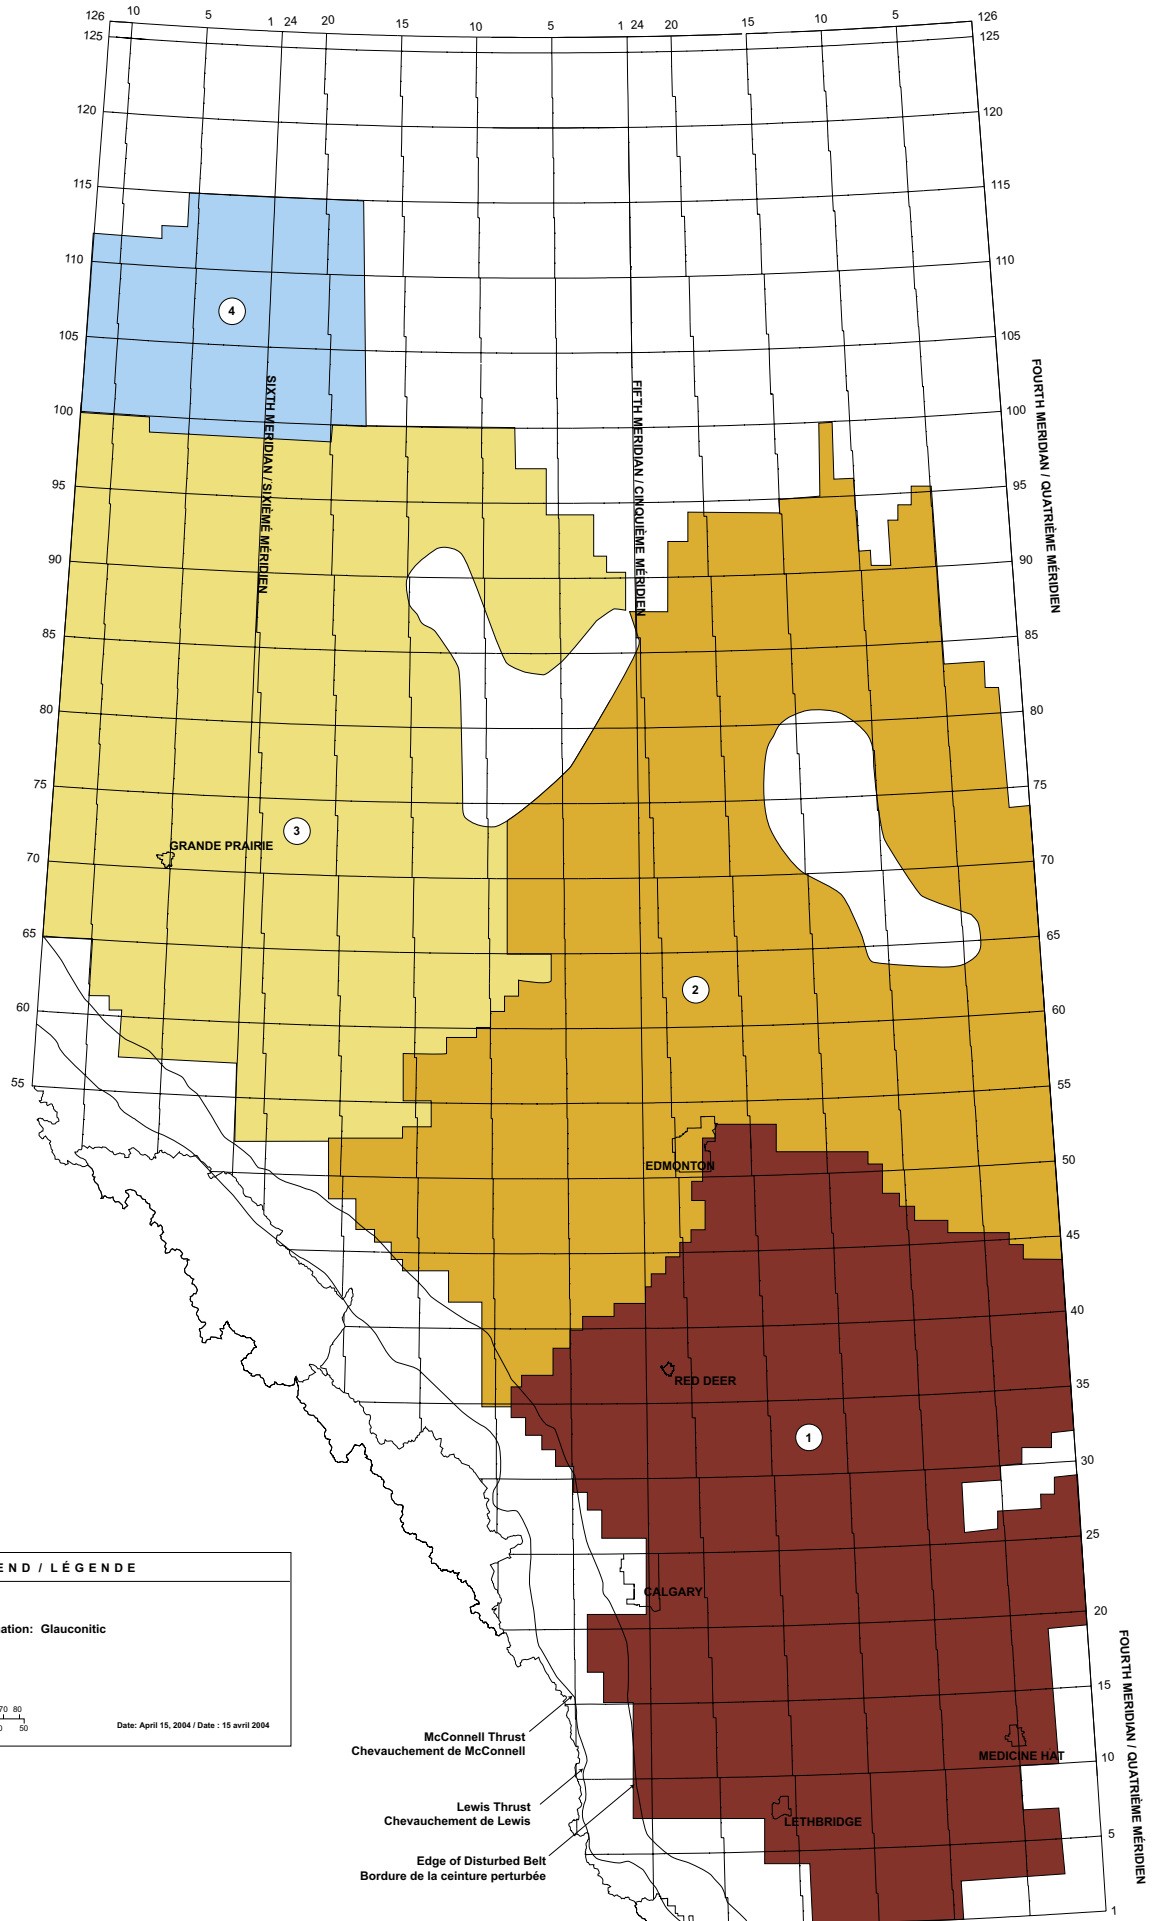 126 10 5 1 24 20 15 10 5 1 24 20 15 10 5 126
125 125
120 120
115 115
110 110
4
105 105
FOURTH MERIDIAN / QUATRIÈME MÉRIDIEN
SIXTH MERIDIAN / SIXIÈMÉ MÉRIDIEN
FIFTH MERIDIAN / CINQUIÈME MÉRIDIEN
100 100
95 95
90 90
85 85
80 80
75 75
3
GRANDE PRAIRIE
70 70
65 65
2
60 60
55 55
EDMONTON
50
45
40
RED DEER
35
1
30
25
END / LÉGENDE
CALGARY
20
ation: Glauconitic
FOURTH MERIDIAN / QUATRIÈME MÉRIDIEN
15
70 80
0 50
Date: April 15, 2004 / Date : 15 avril 2004
McConnell Thrust
Chevauchement de McConnell
MEDICINE HAT
10
Lewis Thrust
Chevauchement de Lewis
LETHBRIDGE
5
Edge of Disturbed Belt
Bordure de la ceinture perturbée
1